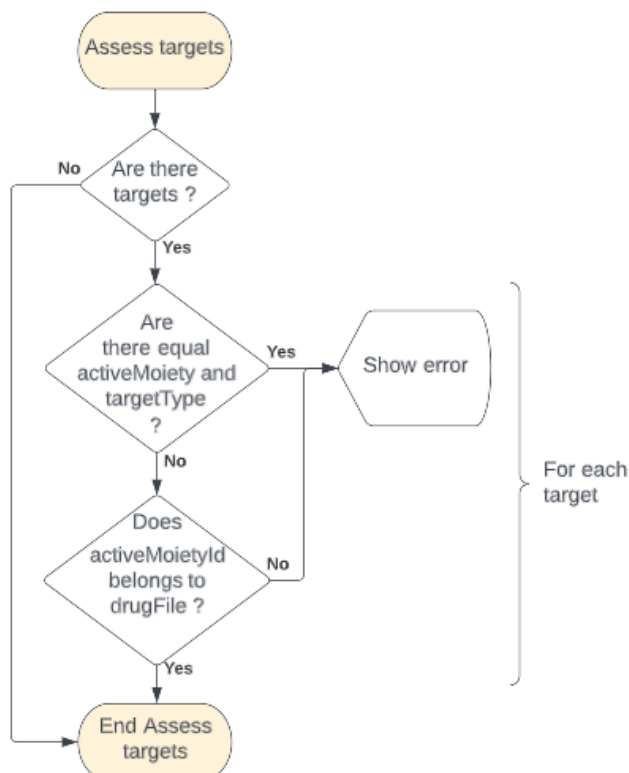 Assess targets
No
Are there
targets ?
Yes
Are
there equal
activeMoiety and
targetType
?
Yes
Show error
No
For each
target
Does
activeMoietyId
belongs to
drugFile ?
No
Yes
End Assess
targets